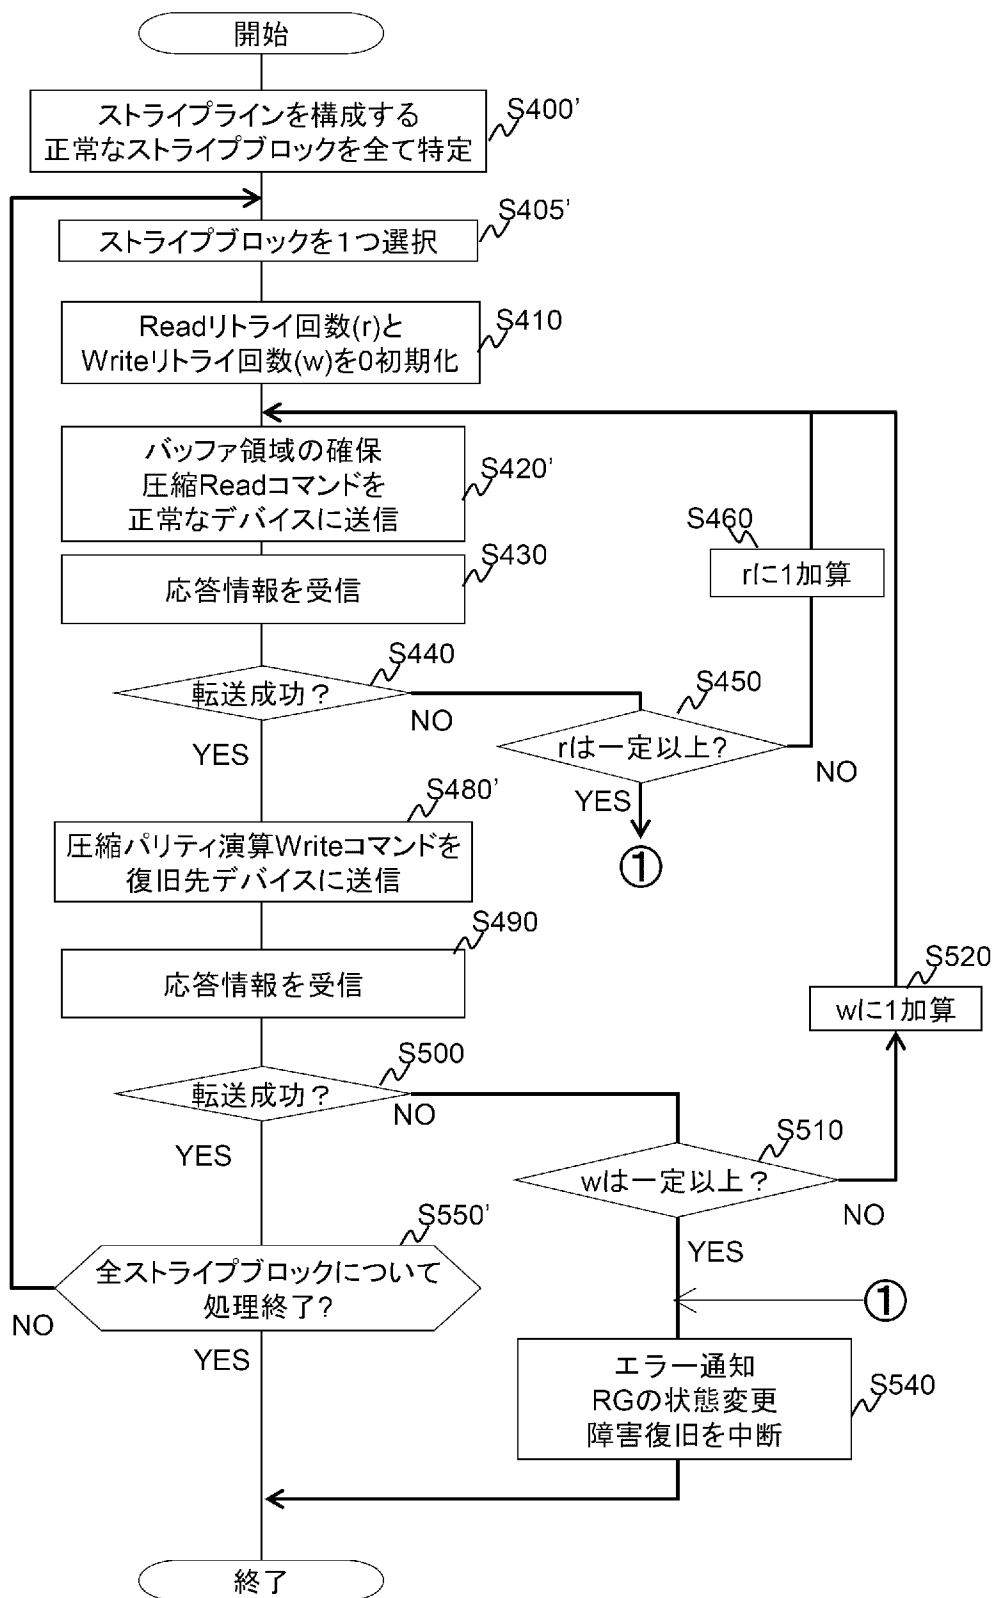 開始
ストライプラインを構成する
正常なストライプブロックを全て特定
S400’
S405’
ストライプブロックを1つ選択
Readリトライ回数(r)と
Writeリトライ回数(w)を0初期化
S410
バッファ領域の確保
圧縮Readコマンドを
正常なデバイスに送信
S420’
S460
rに1加算
S430
応答情報を受信
S440
転送成功？
NO
YES
S450
rは一定以上?
NO
YES
①
S480’
圧縮パリティ演算Writeコマンドを
復旧先デバイスに送信
S490
応答情報を受信
S520
wに1加算
S500
転送成功？
NO
YES
S510
wは一定以上？
NO
YES
S550’
全ストライプブロックについて
処理終了?
NO
YES
①
エラー通知
RGの状態変更
障害復旧を中断
S540
終了